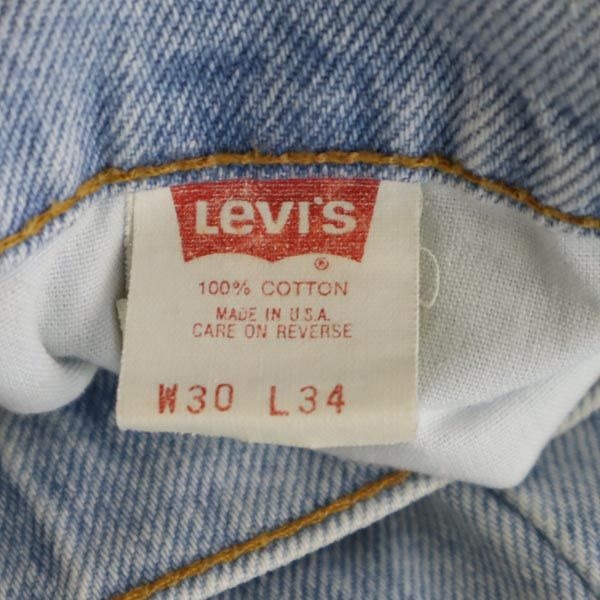 Levi's
®
100% COTTON
MADE IN U.S.A.
CARE ON REVERSE
W30 L34